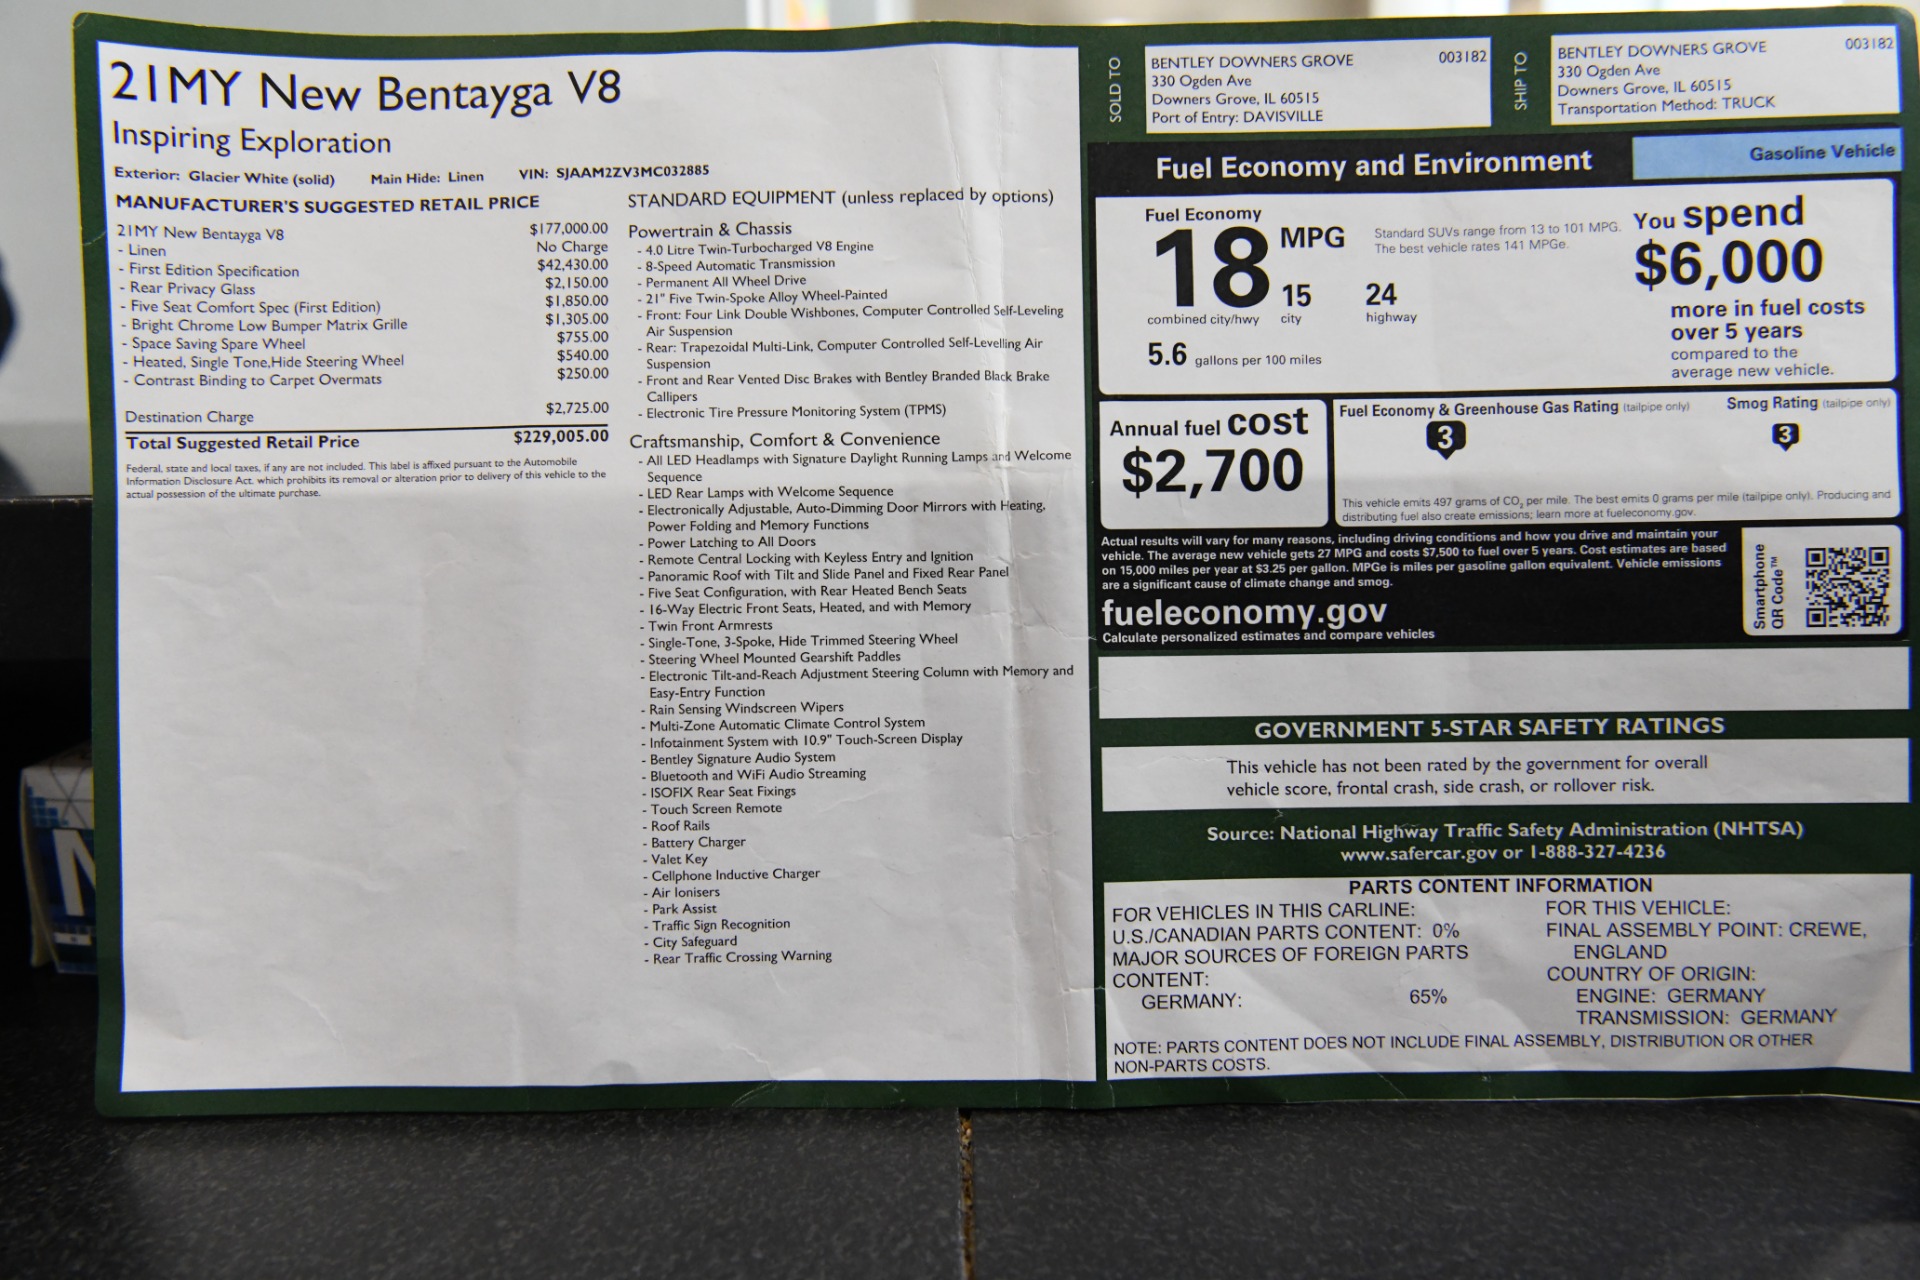 21MY New Bentayga V8
Inspiring Exploration
Exterior: Glacier White (solid) Main Hide: Linen VIN: SJAAM2ZV3MC032885
MANUFACTURER'S SUGGESTED RETAIL PRICE
21MY New Bentayga V8 $177,000.00
- Linen No Charge
- First Edition Specification $42,430.00
- Rear Privacy Glass $2,150.00
- Five Seat Comfort Spec (First Edition) $1,850.00
- Bright Chrome Low Bumper Matrix Grille $1,305.00
- Space Saving Spare Wheel $755.00
- Heated, Single Tone,Hide Steering Wheel $540.00
- Contrast Binding to Carpet Overmats $250.00
Destination Charge $2,725.00
Total Suggested Retail Price $229,005.00
Federal, state and local taxes, if any are not included. This label is affixed pursuant to the Automobile
Information Disclosure Act. which prohibits its removal or alteration prior to delivery of this vehicle to the
actual possession of the ultimate purchase.
STANDARD EQUIPMENT (unless replaced by options)
Powertrain & Chassis
- 4.0 Litre Twin-Turbocharged V8 Engine
- 8-Speed Automatic Transmission
- Permanent All Wheel Drive
- 21" Five Twin-Spoke Alloy Wheel-Painted
- Front: Four Link Double Wishbones, Computer Controlled Self-Leveling
Air Suspension
- Rear: Trapezoidal Multi-Link, Computer Controlled Self-Levelling Air
Suspension
- Front and Rear Vented Disc Brakes with Bentley Branded Black Brake
Callipers
- Electronic Tire Pressure Monitoring System (TPMS)
Craftsmanship, Comfort & Convenience
- All LED Headlamps with Signature Daylight Running Lamps and Welcome
Sequence
- LED Rear Lamps with Welcome Sequence
- Electronically Adjustable, Auto-Dimming Door Mirrors with Heating,
Power Folding and Memory Functions
- Power Latching to All Doors
- Remote Central Locking with Keyless Entry and Ignition
- Panoramic Roof with Tilt and Slide Panel and Fixed Rear Panel
- Five Seat Configuration, with Rear Heated Bench Seats
- 16-Way Electric Front Seats, Heated, and with Memory
- Twin Front Armrests
- Single-Tone, 3-Spoke, Hide Trimmed Steering Wheel
- Steering Wheel Mounted Gearshift Paddles
- Electronic Tilt-and-Reach Adjustment Steering Column with Memory and
Easy-Entry Function
- Rain Sensing Windscreen Wipers
- Multi-Zone Automatic Climate Control System
- Infotainment System with 10.9" Touch-Screen Display
- Bentley Signature Audio System
- Bluetooth and WiFi Audio Streaming
- ISOFIX Rear Seat Fixings
- Touch Screen Remote
- Roof Rails
- Battery Charger
- Valet Key
- Cellphone Inductive Charger
- Air Ionisers
- Park Assist
- Traffic Sign Recognition
- City Safeguard
- Rear Traffic Crossing Warning
SOLD TO
BENTLEY DOWNERS GROVE 003182
330 Ogden Ave
Downers Grove, IL 60515
Port of Entry: DAVISVILLE
SHIP TO
BENTLEY DOWNERS GROVE 003182
330 Ogden Ave
Downers Grove, IL 60515
Transportation Method: TRUCK
Fuel Economy and Environment
Gasoline Vehicle
Fuel Economy
18 MPG
combined city/hwy
15
city
24
highway
5.6 gallons per 100 miles
Standard SUVs range from 13 to 101 MPG.
The best vehicle rates 141 MPGe.
You spend
$6,000
more in fuel costs
over 5 years
compared to the
average new vehicle.
Annual fuel cost
$2,700
Fuel Economy & Greenhouse Gas Rating (tailpipe only)
3
Smog Rating (tailpipe only)
3
This vehicle emits 497 grams of CO2 per mile. The best emits 0 grams per mile (tailpipe only). Producing and
distributing fuel also create emissions; learn more at fueleconomy.gov.
Actual results will vary for many reasons, including driving conditions and how you drive and maintain your
vehicle. The average new vehicle gets 27 MPG and costs $7,500 to fuel over 5 years. Cost estimates are based
on 15,000 miles per year at $3.25 per gallon. MPGe is miles per gasoline gallon equivalent. Vehicle emissions
are a significant cause of climate change and smog.
fueleconomy.gov
Calculate personalized estimates and compare vehicles
Smartphone
QR Code™
GOVERNMENT 5-STAR SAFETY RATINGS
This vehicle has not been rated by the government for overall
vehicle score, frontal crash, side crash, or rollover risk.
Source: National Highway Traffic Safety Administration (NHTSA)
www.safercar.gov or 1-888-327-4236
PARTS CONTENT INFORMATION
FOR VEHICLES IN THIS CARLINE:
U.S./CANADIAN PARTS CONTENT: 0%
MAJOR SOURCES OF FOREIGN PARTS
CONTENT:
GERMANY: 65%
FOR THIS VEHICLE:
FINAL ASSEMBLY POINT: CREWE,
ENGLAND
COUNTRY OF ORIGIN:
ENGINE: GERMANY
TRANSMISSION: GERMANY
NOTE: PARTS CONTENT DOES NOT INCLUDE FINAL ASSEMBLY, DISTRIBUTION OR OTHER
NON-PARTS COSTS.